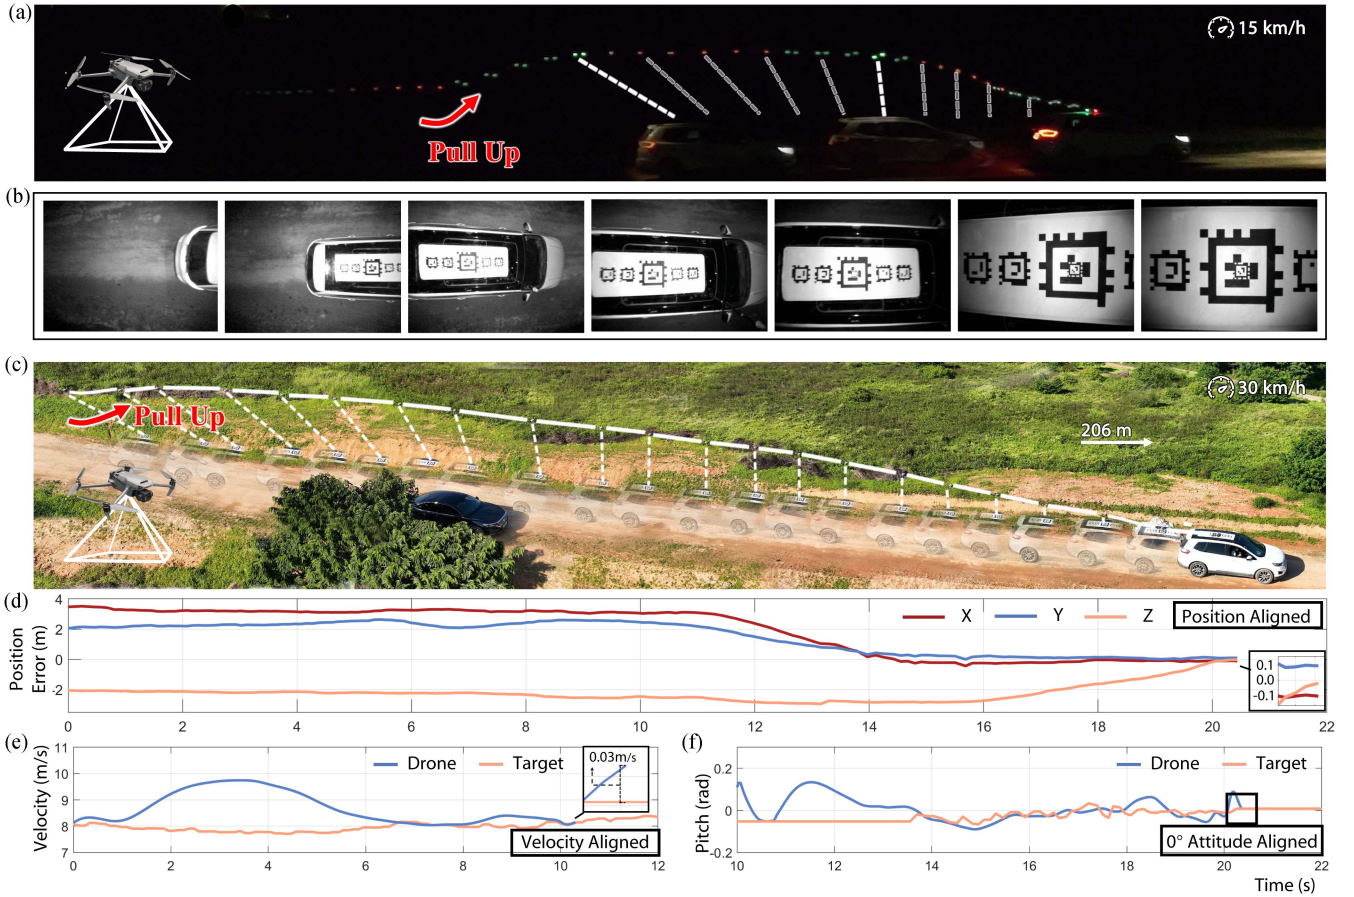 (a)
15 km/h
Pull Up
(b)
(c)
30 km/h
Pull Up
206 m
(d)
Position
Error (m)
4
2
0
-2
X Y Z
Position Aligned
0.1
0.0
-0.1
0 2 4 6 8 10 12 14 16 18 20 22
(e)
Velocity (m/s)
11
10
9
8
7
Drone Target
0.03m/s
Velocity Aligned
0 2 4 6 8 10 12
(f)
Pitch (rad)
0.2
0
-0.2
Drone Target
0° Attitude Aligned
10 12 14 16 18 20 22
Time (s)